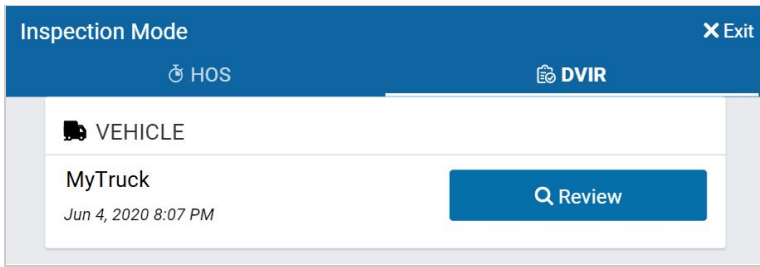 Inspection Mode
Exit
HOS
DVIR
VEHICLE
MyTruck
Jun 4, 2020 8:07 PM
Review